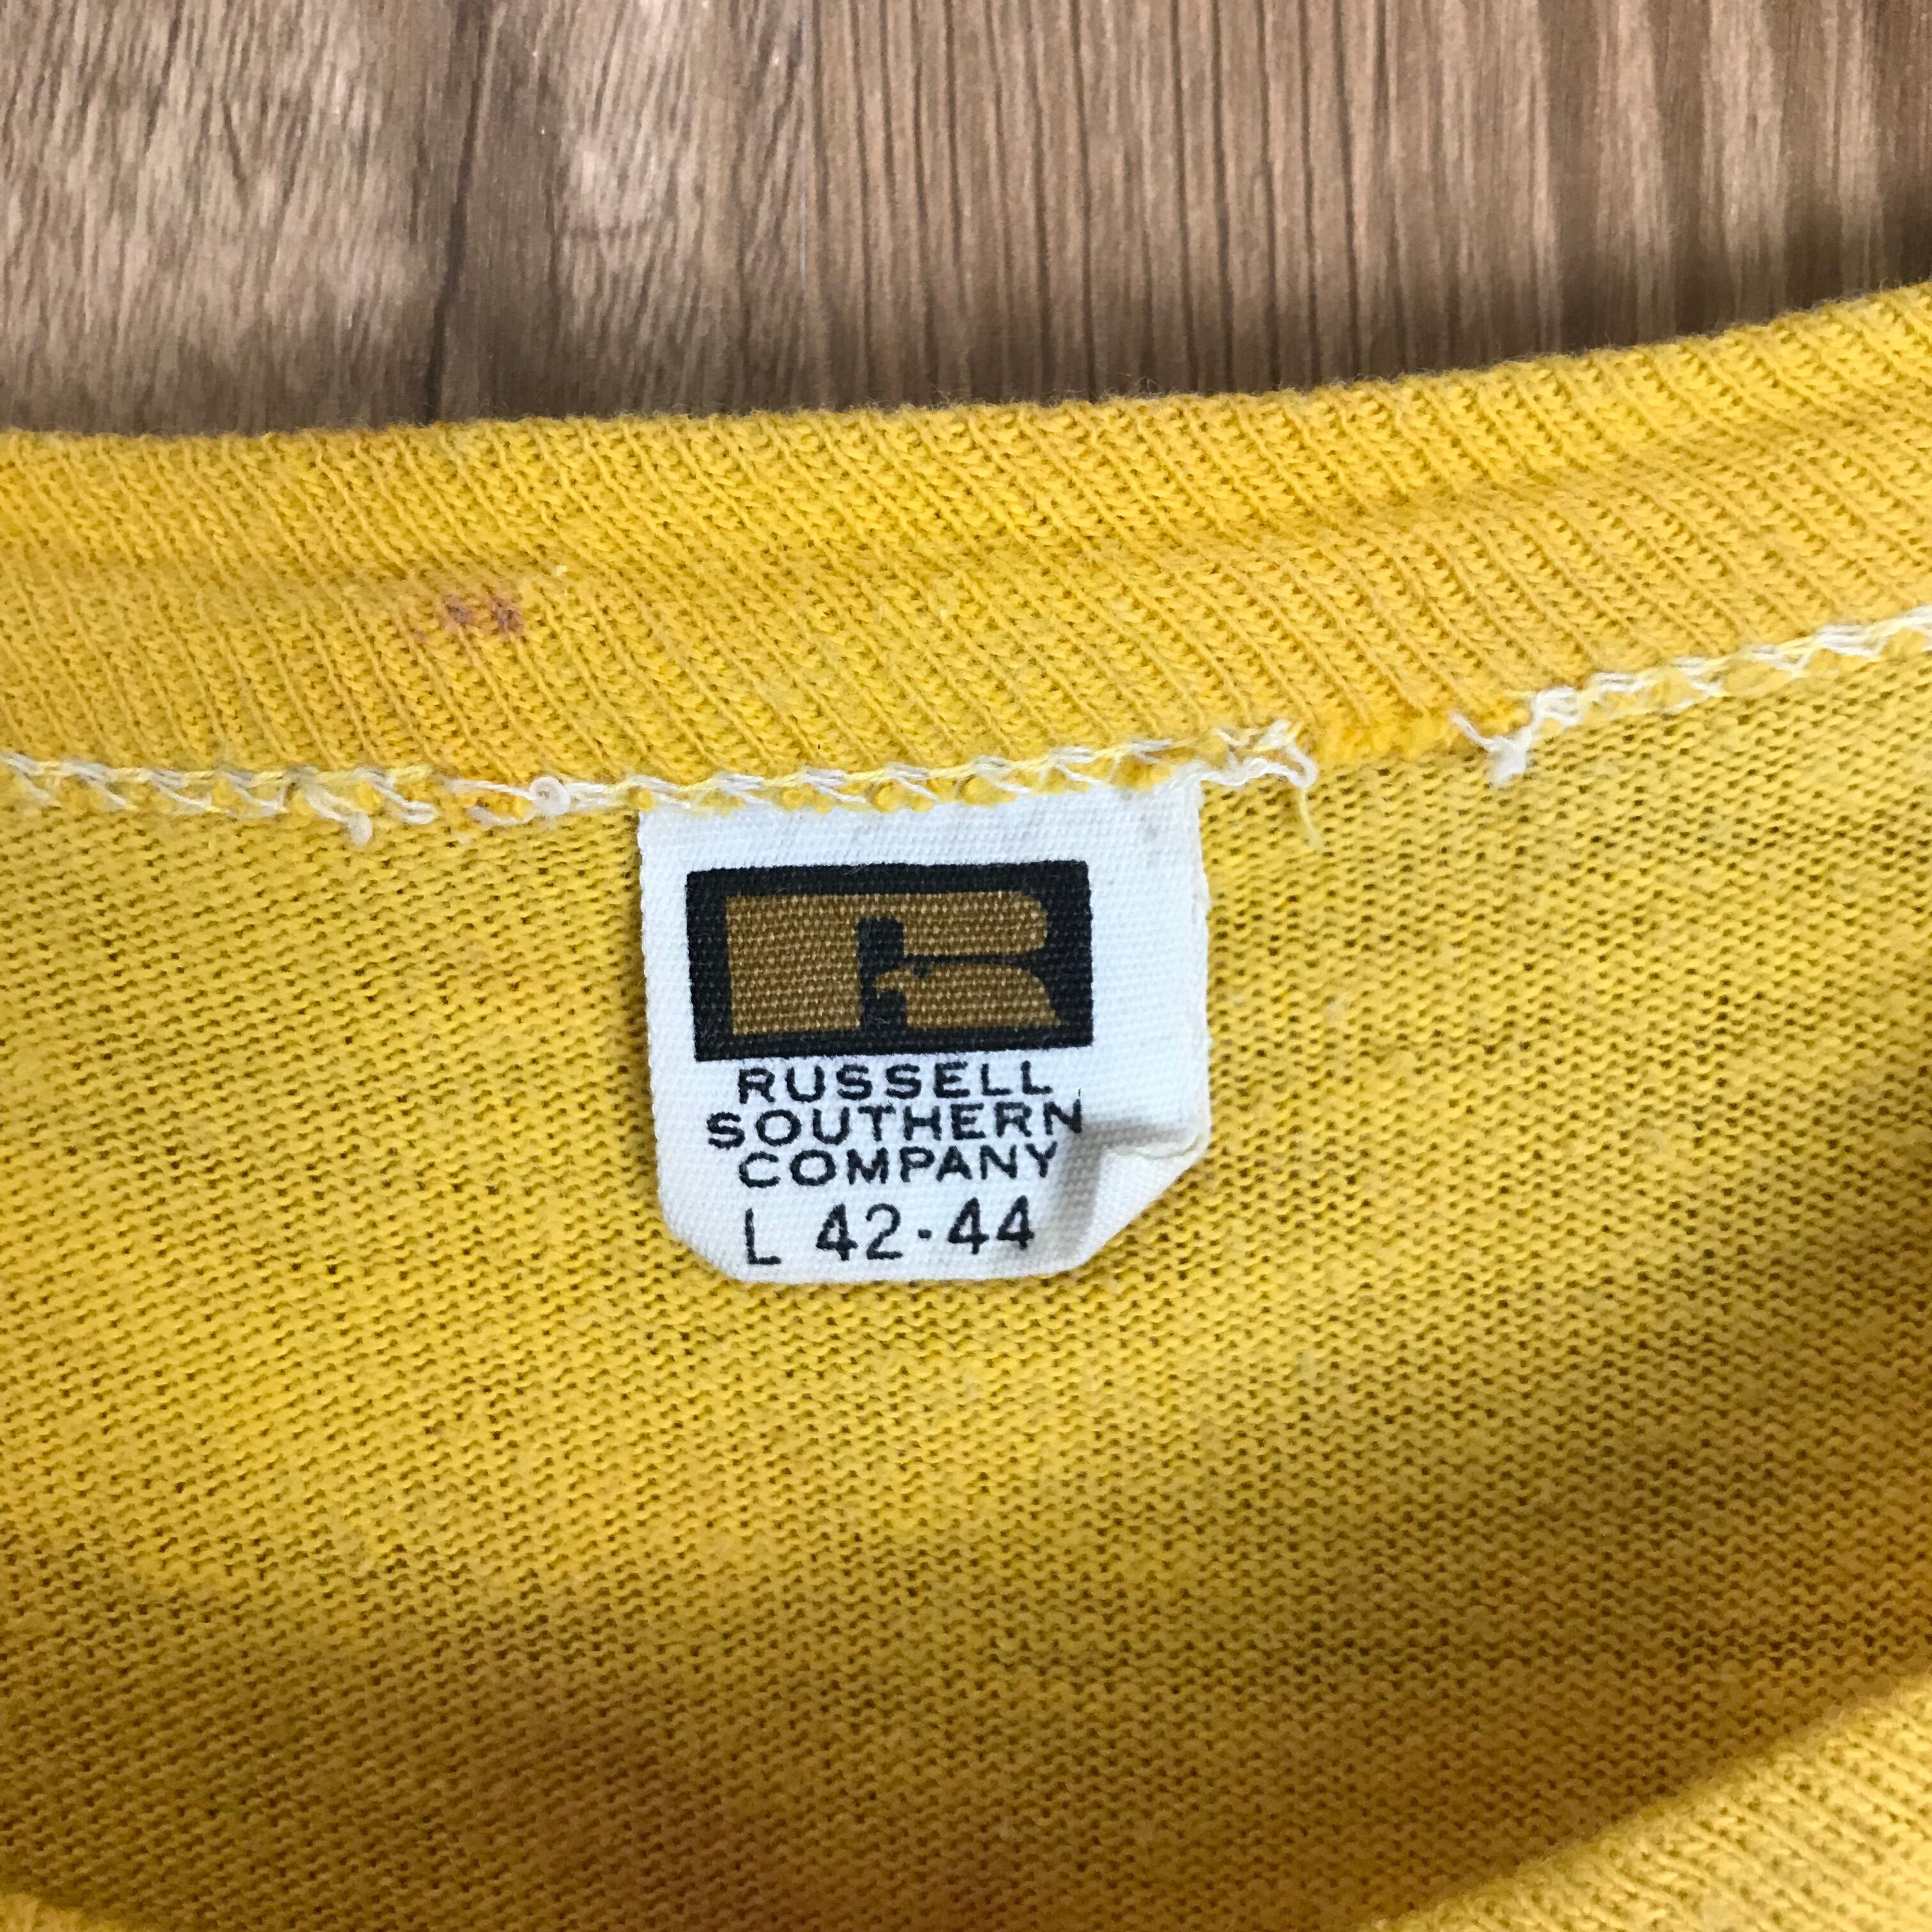 R
RUSSELL
SOUTHERN
COMPANY
L 42-44